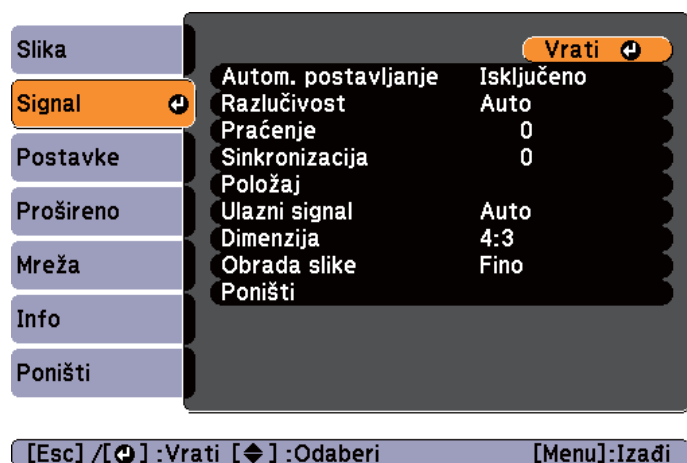 Slika
Signal
Postavke
Prošireno
Mreža
Info
Poništi
Vrati
Autom. postavljanje Isključeno
Razlučivost Auto
Praćenje 0
Sinkronizacija 0
Položaj
Ulazni signal Auto
Dimenzija 4:3
Obrada slike Fino
Poništi
[Esc] /[⏎] :Vrati [◆] :Odaberi [Menu]:Izađi